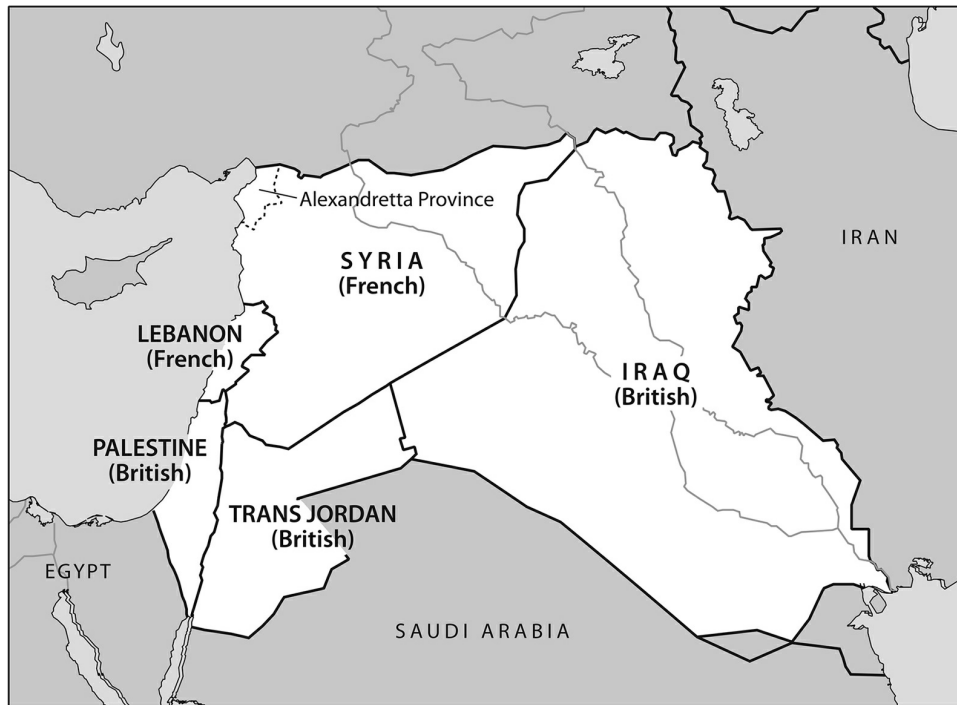 Alexandretta Province
SYRIA
(French)
IRAN
LEBANON
(French)
IRAQ
(British)
PALESTINE
(British)
TRANS JORDAN
(British)
EGYPT
SAUDI ARABIA